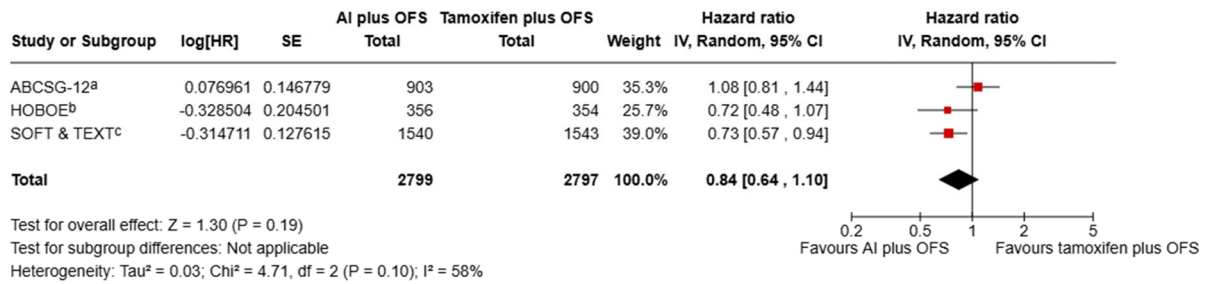 AI plus OFS Tamoxifen plus OFS Hazard ratio Hazard ratio
Study or Subgroup log[HR] SE Total Total Weight IV, Random, 95% CI IV, Random, 95% CI
ABCSG-12ᵃ 0.076961 0.146779 903 900 35.3% 1.08 [0.81 , 1.44]
HOBOEᵇ -0.328504 0.204501 356 354 25.7% 0.72 [0.48 , 1.07]
SOFT & TEXTᶜ -0.314711 0.127615 1540 1543 39.0% 0.73 [0.57 , 0.94]
Total 2799 2797 100.0% 0.84 [0.64 , 1.10]
Test for overall effect: Z = 1.30 (P = 0.19)
0.2 0.5 1 2 5
Test for subgroup differences: Not applicable
Favours AI plus OFS Favours tamoxifen plus OFS
Heterogeneity: Tau² = 0.03; Chi² = 4.71, df = 2 (P = 0.10); I² = 58%